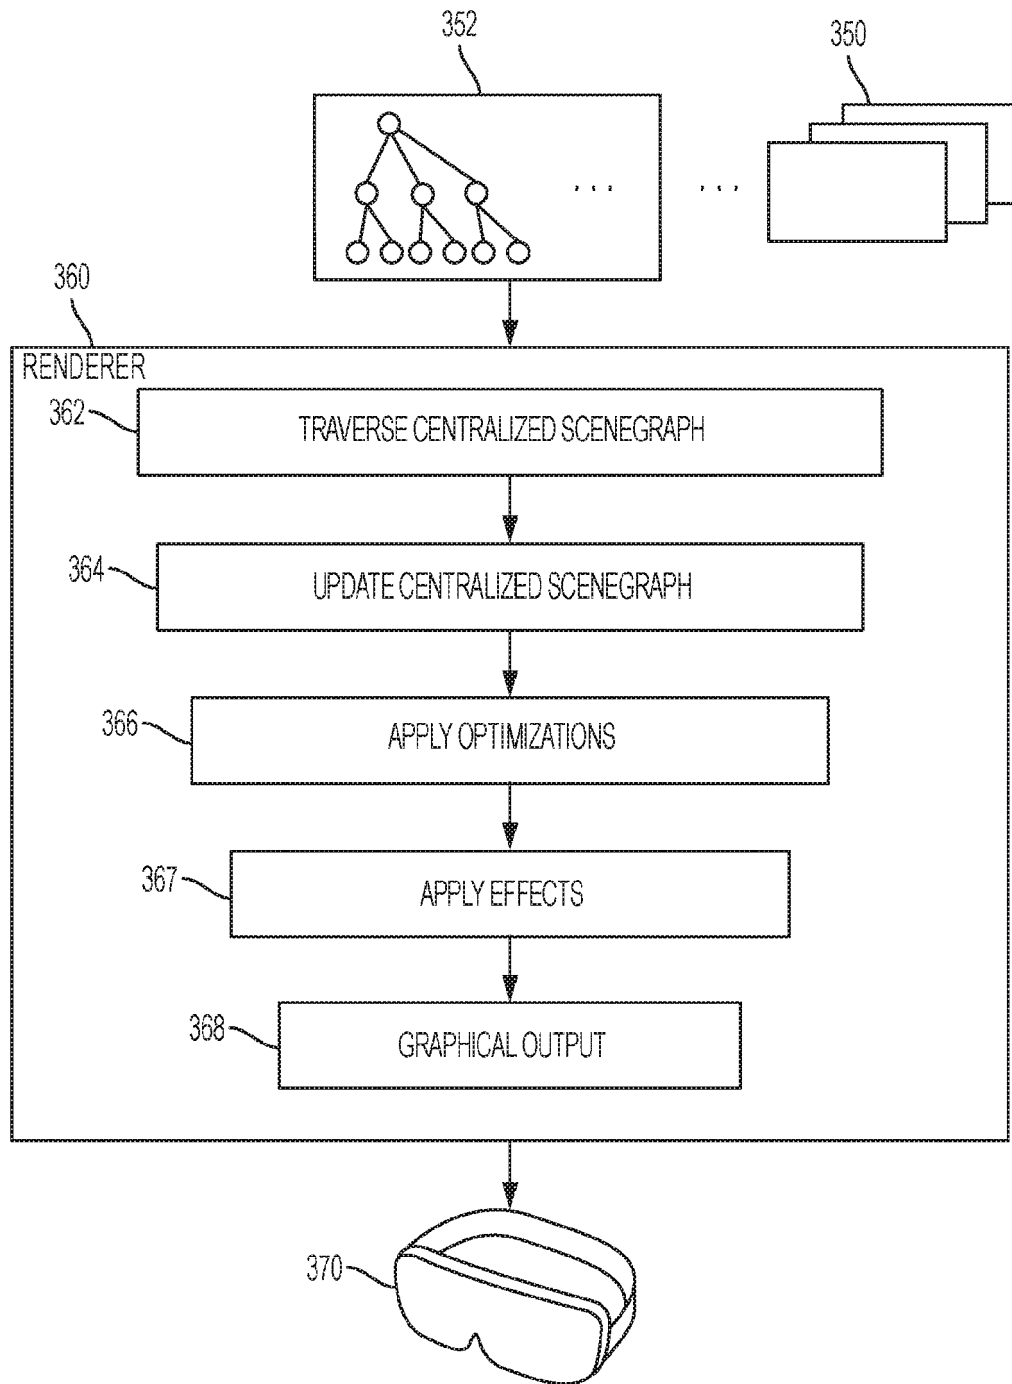 352
350
. . .
. . .
360
RENDERER
362
TRAVERSE CENTRALIZED SCENEGRAPH
364
UPDATE CENTRALIZED SCENEGRAPH
366
APPLY OPTIMIZATIONS
367
APPLY EFFECTS
368
GRAPHICAL OUTPUT
370